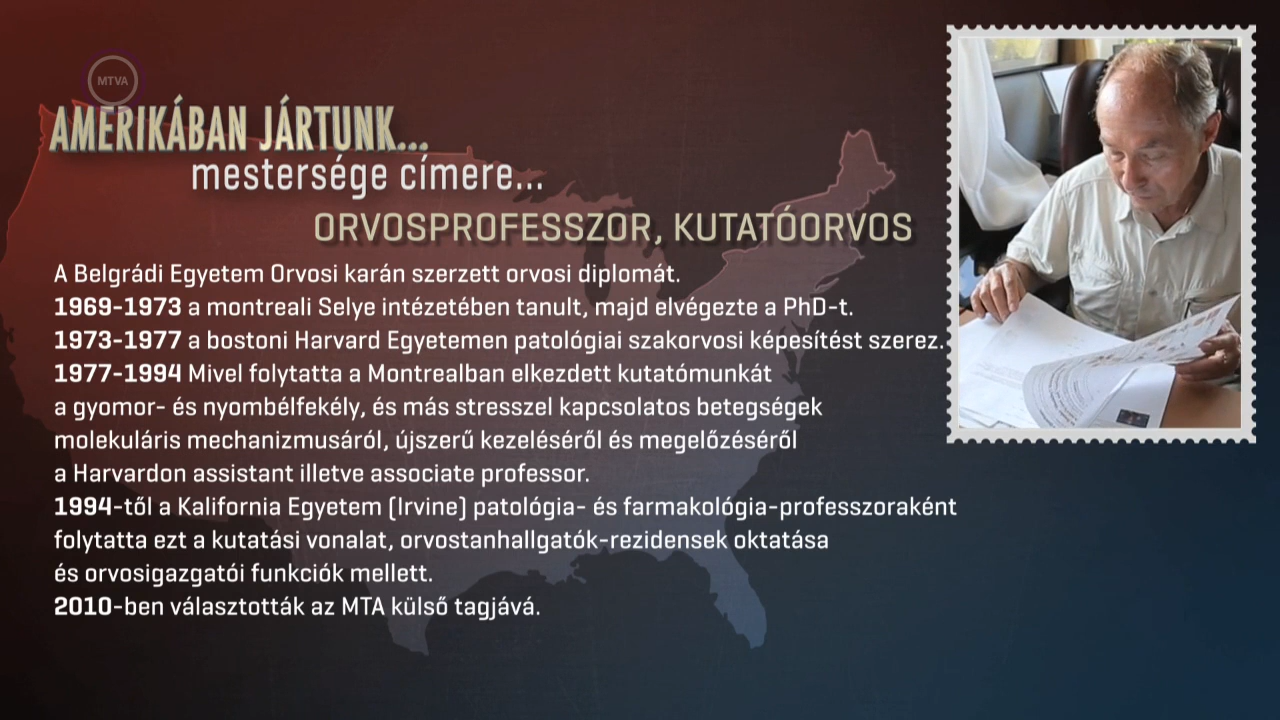 MTVA
AMERIKÁBAN JÁRTUNK...
mestersége címere...
ORVOSPROFESSZOR, KUTATÓORVOS
A Belgrádi Egyetem Orvosi karán szerzett orvosi diplomát.
1969-1973 a montreali Selye intézetében tanult, majd elvégezte a PhD-t.
1973-1977 a bostoni Harvard Egyetemen patológiai szakorvosi képesítést szerez.
1977-1994 Mivel folytatta a Montrealban elkezdett kutatómunkát
a gyomor- és nyombélfekély, és más stresszel kapcsolatos betegségek
molekuláris mechanizmusáról, újszerű kezeléséről és megelőzéséről
a Harvardon assistant illetve associate professor.
1994-től a Kalifornia Egyetem (Irvine) patológia- és farmakológia-professzoraként
folytatta ezt a kutatási vonalat, orvostanhallgatók-rezidensek oktatása
és orvosigazgatói funkciók mellett.
2010-ben választották az MTA külső tagjává.